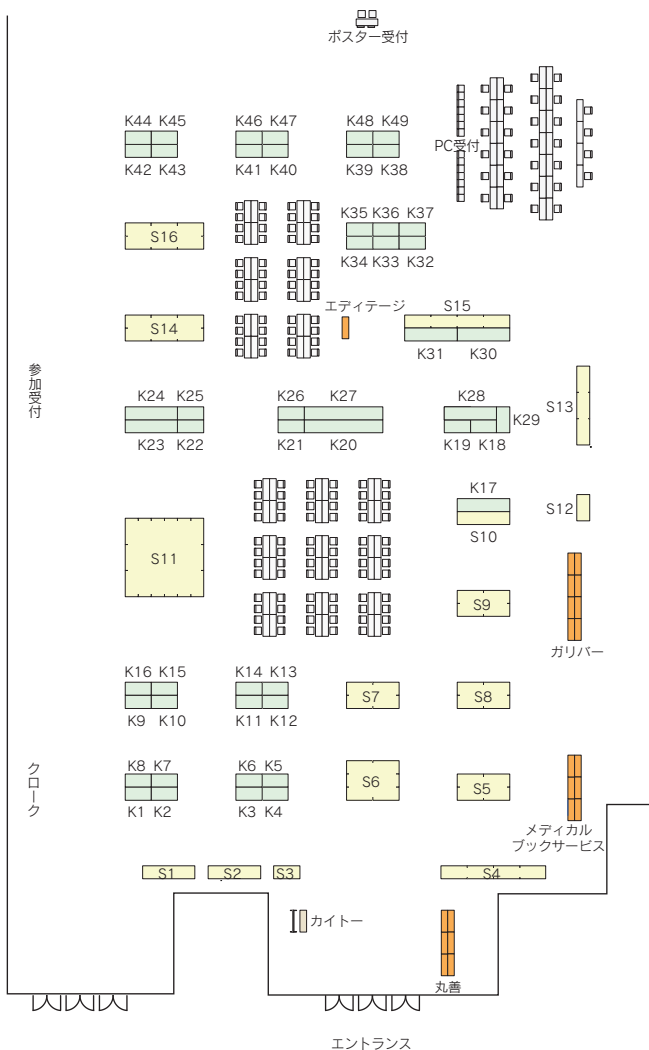 ポスター受付
K44 K45
K46 K47
K48 K49
PC受付
K42 K43
K41 K40
K39 K38
K35 K36 K37
S16
K34 K33 K32
エディテージ
S15
S14
K31 K30
参加受付
K24 K25
K26 K27
K28
K29
S13
K23 K22
K21 K20
K19 K18
K17
S12
S10
S11
S9
ガリバー
K16 K15
K14 K13
S7
S8
K9 K10
K11 K12
クローク
K8 K7
K6 K5
S6
S5
K1 K2
K3 K4
メディカル
ブックサービス
S1
S2
S3
S4
カイトー
丸善
エントランス